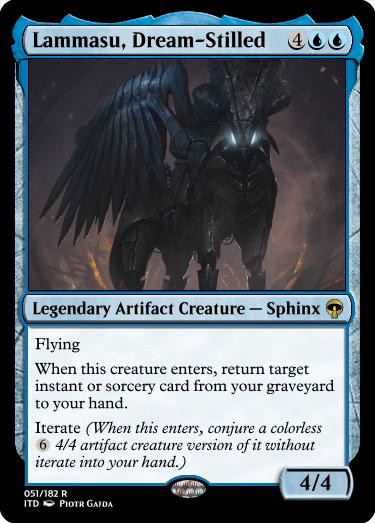 Lammasu, Dream-Stilled 4
Legendary Artifact Creature — Sphinx
Flying
When this creature enters, return target
instant or sorcery card from your graveyard
to your hand.
Iterate (When this enters, conjure a colorless
6 4/4 artifact creature version of it without
iterate into your hand.)
4/4
051/182 R
ITD Piotr Gajda